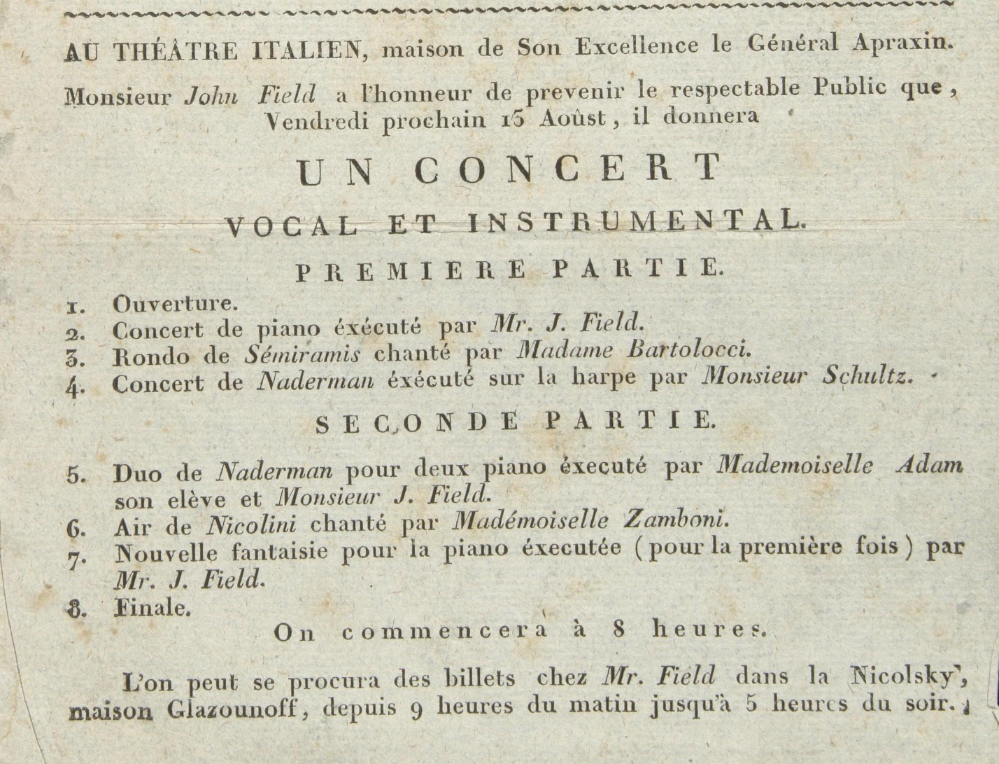 AU THÉÂTRE ITALIEN, maison de Son Excellence le Général Apraxin.
Monsieur John Field a l'honneur de prevenir le respectable Public que,
Vendredi prochain 15 Aoûst, il donnera
UN CONCERT
VOCAL ET INSTRUMENTAL.
PREMIERE PARTIE.
1. Ouverture.
2. Concert de piano éxécuté par Mr. J. Field.
3. Rondo de Sémiramis chanté par Madame Bartolocci.
4. Concert de Naderman éxécuté sur la harpe par Monsieur Schultz.
SECONDE PARTIE.
5. Duo de Naderman pour deux piano éxecuté par Mademoiselle Adam
son elève et Monsieur J. Field.
6. Air de Nicolini chanté par Madémoiselle Zamboni.
7. Nouvelle fantaisie pour la piano éxecutée (pour la première fois) par
Mr. J. Field.
8. Finale.
On commencera à 8 heures.
L'on peut se procura des billets chez Mr. Field dans la Nicolsky,
maison Glazounoff, depuis 9 heures du matin jusqu'à 5 heures du soir.